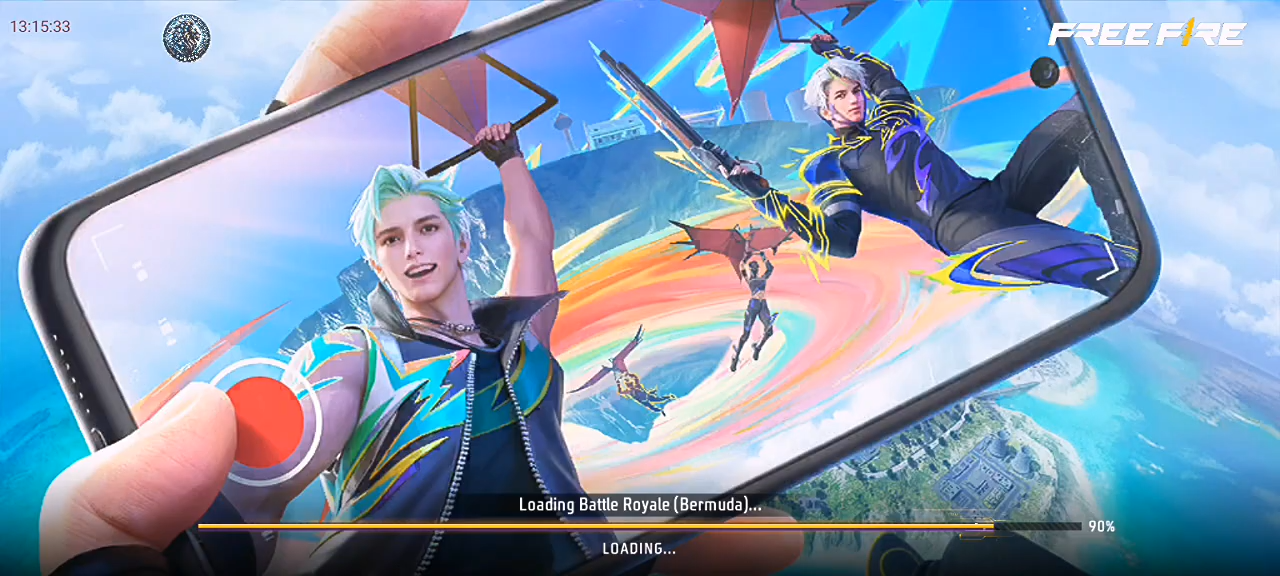 13:15:33
FREE FIRE
Loading Battle Royale (Bermuda)...
90%
LOADING...